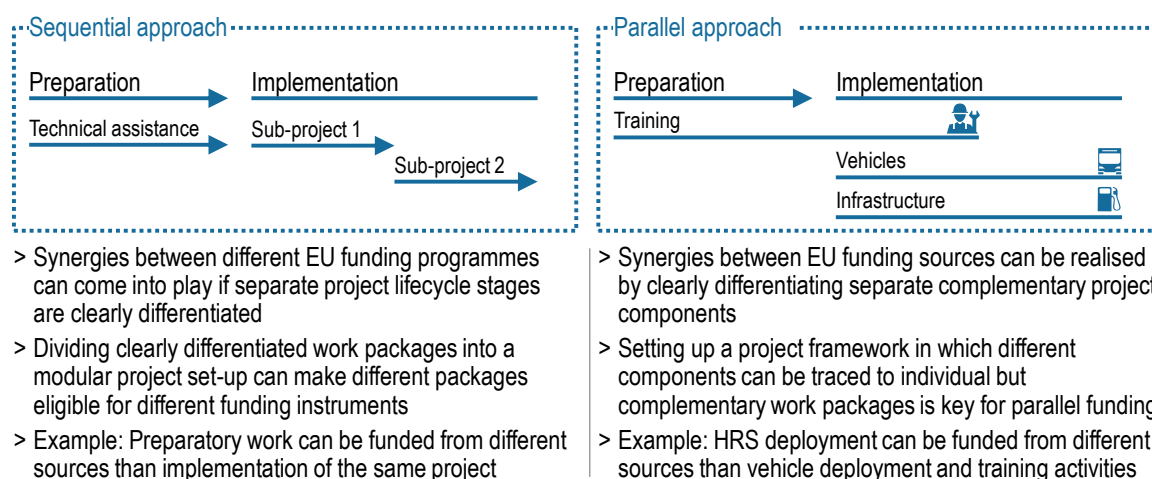 Sequential approach
Preparation Implementation
Technical assistance Sub-project 1
Sub-project 2
> Synergies between different EU funding programmes
can come into play if separate project lifecycle stages
are clearly differentiated
> Dividing clearly differentiated work packages into a
modular project set-up can make different packages
eligible for different funding instruments
> Example: Preparatory work can be funded from different
sources than implementation of the same project
Parallel approach
Preparation Implementation
Training
Vehicles
Infrastructure
> Synergies between EU funding sources can be realised
by clearly differentiating separate complementary project
components
> Setting up a project framework in which different
components can be traced to individual but
complementary work packages is key for parallel funding
> Example: HRS deployment can be funded from different
sources than vehicle deployment and training activities